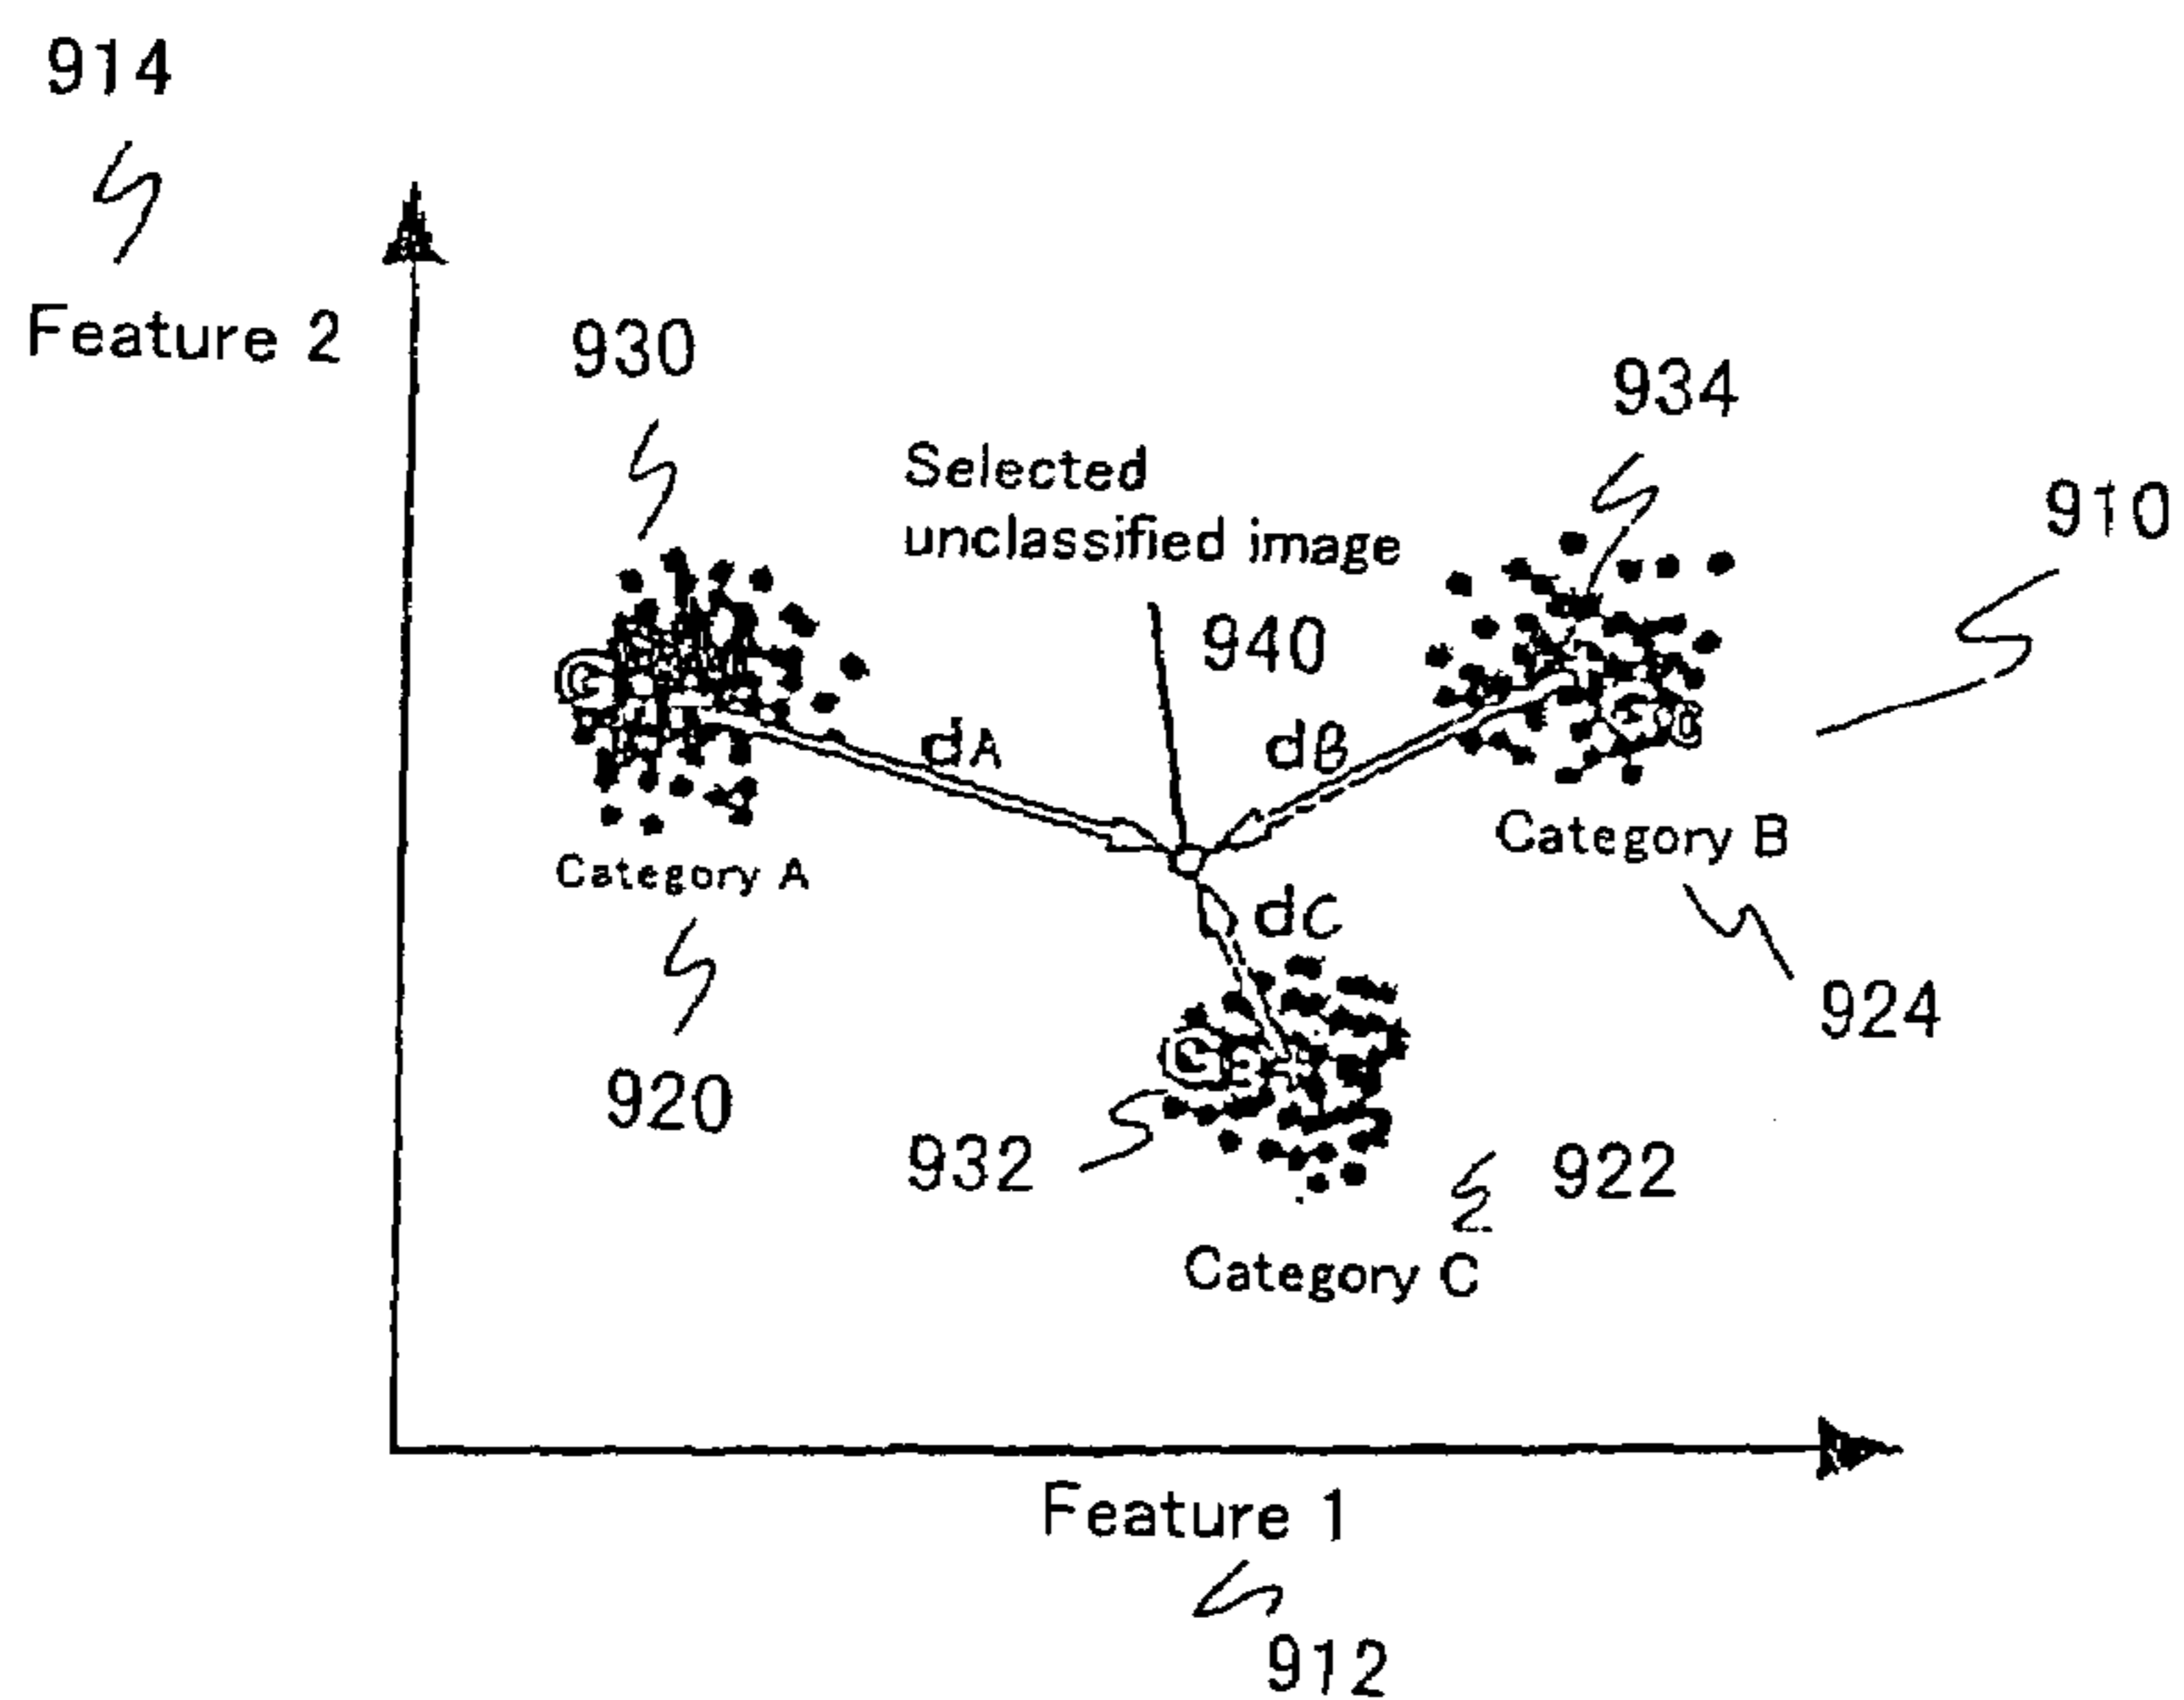 914
Feature 2
930
934
Selected
unclassified image
910
940
dA
dB
Category B
Category A
dC
924
920
932
922
Category C
Feature 1
912